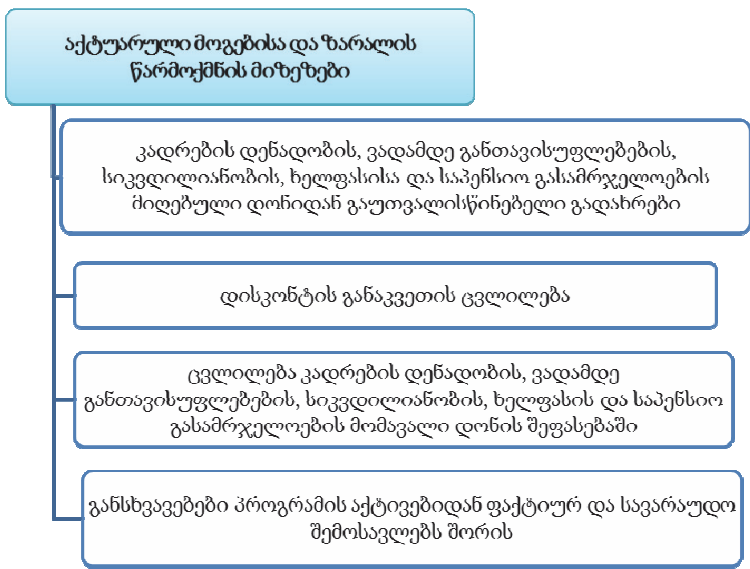 აქტუარული მოგებისა და ზარალის
წარმოქმნის მიზეზები
კადრების დენადობის, ვადამდე განთავისუფლებების,
სიკვდილიანობის, ხელფასისა და საპენსიო გასამრჯელოების
მიღებული დონიდან გაუთვალისწინებელი გადახრები
დისკონტის განაკვეთის ცვლილება
ცვლილება კადრების დენადობის, ვადამდე
განთავისუფლებების, სიკვდილიანობის, ხელფასის და საპენსიო
გასამრჯელოების მომავალი დონის შეფასებაში
განსხვავებები პროგრამის აქტივებიდან ფაქტიურ და სავარაუდო
შემოსავლებს შორის